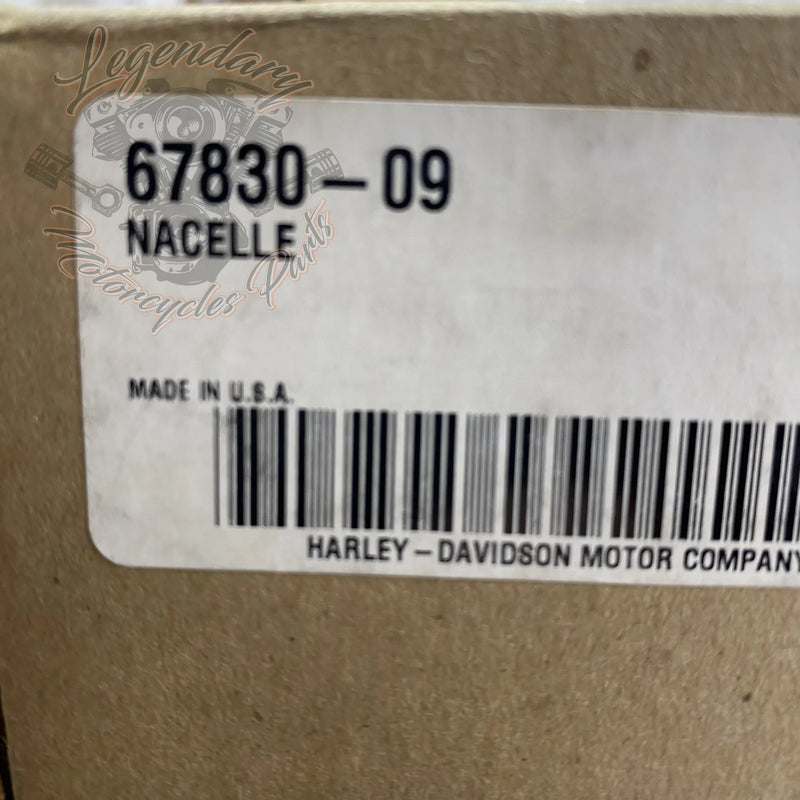 Legendary
67830-09
NACELLE
Motorcycles Parts
MADE IN U.S.A.
HARLEY-DAVIDSON MOTOR COMPANY